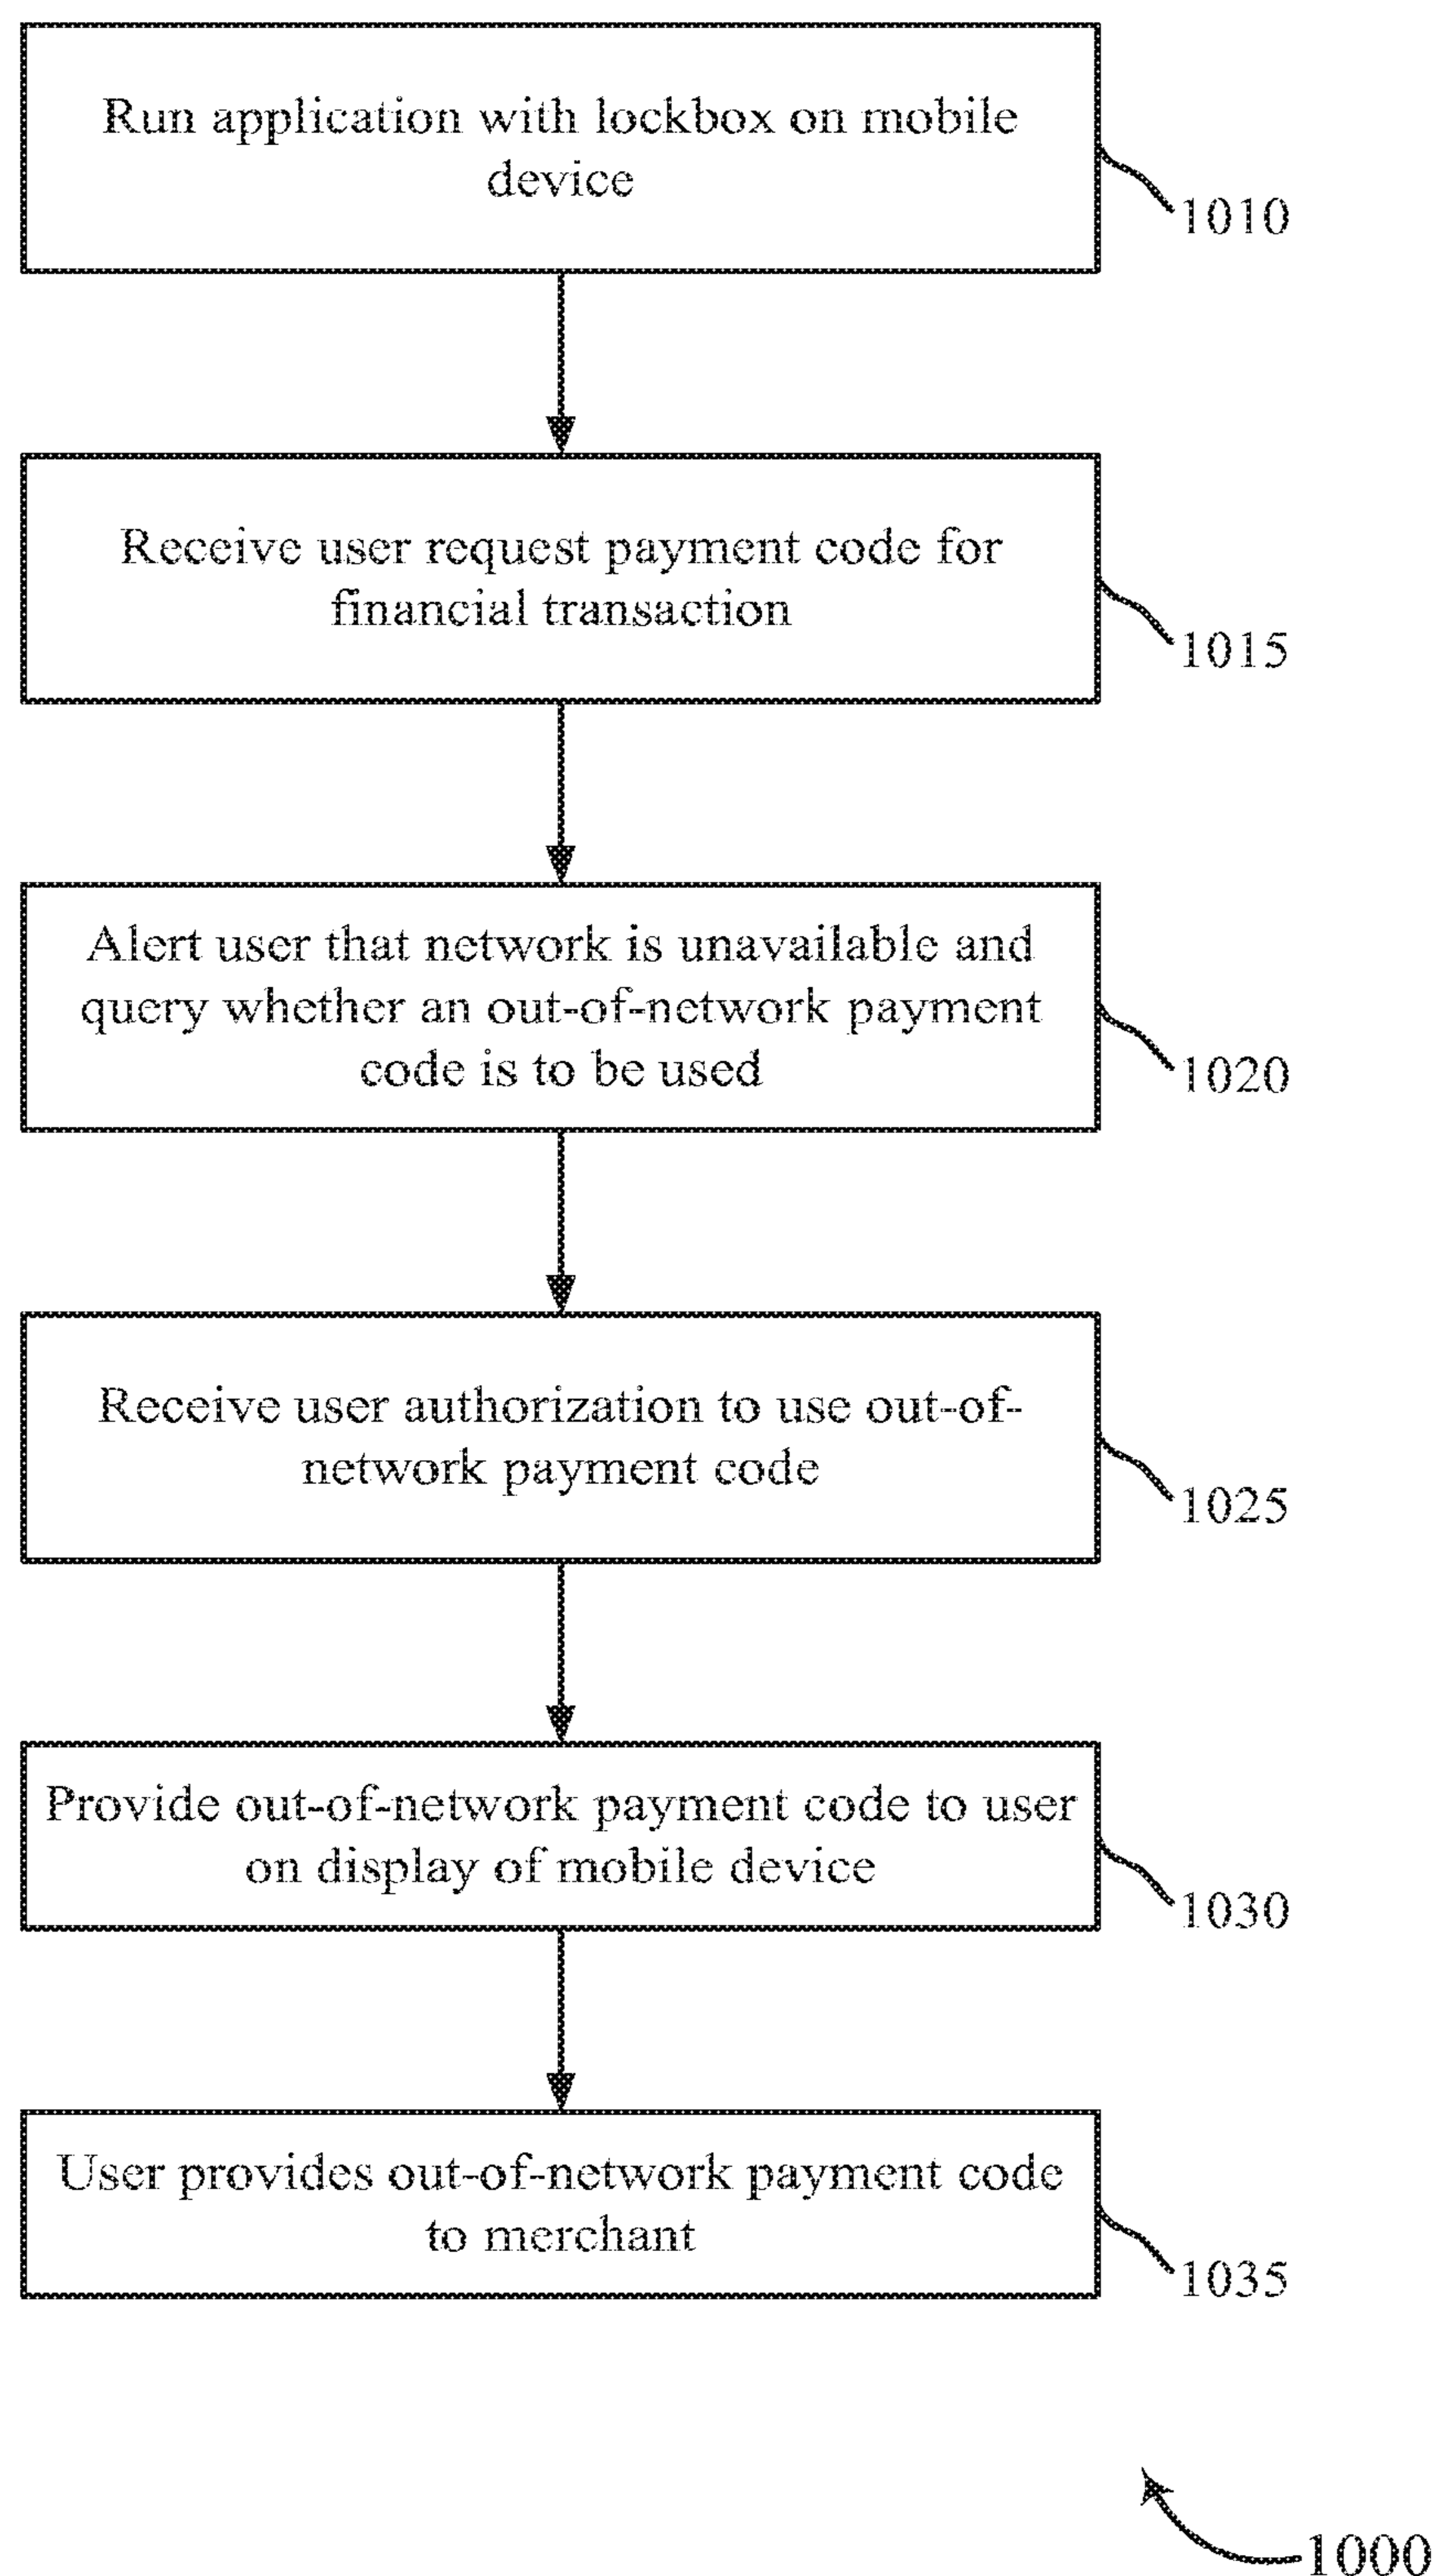 Run application with lockbox on mobile
device
1010
Receive user request payment code for
financial transaction
1015
Alert user that network is unavailable and
query whether an out-of-network payment
code is to be used
1020
Receive user authorization to use out-of-
network payment code
1025
Provide out-of-network payment code to user
on display of mobile device
1030
User provides out-of-network payment code
to merchant
1035
1000